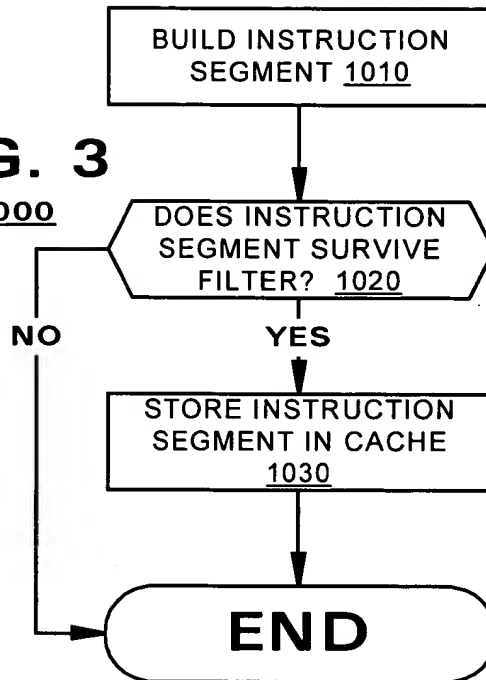 BUILD INSTRUCTION
SEGMENT 1010
G. 3
000
DOES INSTRUCTION
SEGMENT SURVIVE
FILTER? 1020
NO
YES
STORE INSTRUCTION
SEGMENT IN CACHE
1030
END